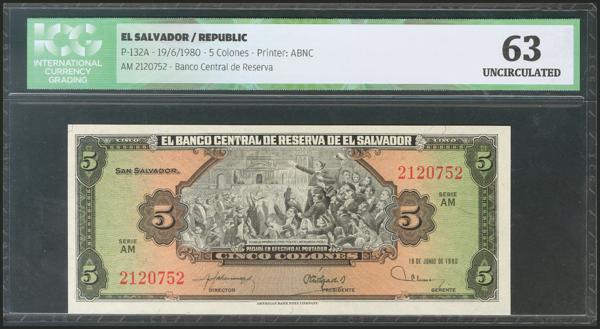 ICG
INTERNATIONAL
CURRENCY
GRADING
EL SALVADOR / REPUBLIC
P-132A - 19/6/1980 - 5 Colones - Printer: ABNC
AM 2120752 - Banco Central de Reserva
63
UNCIRCULATED
CINCO CINCO
EL BANCO CENTRAL DE RESERVA DE EL SALVADOR
5 5
SAN SALVADOR,
2120752
SERIE
AM
5 5
SERIE
AM
PAGARÁ EN EFECTIVO AL PORTADOR
CINCO COLONES
19 DE JUNIO DE 1980
2120752
5 5
DIRECTOR PRESIDENTE GERENTE
AMERICAN BANK NOTE COMPANY